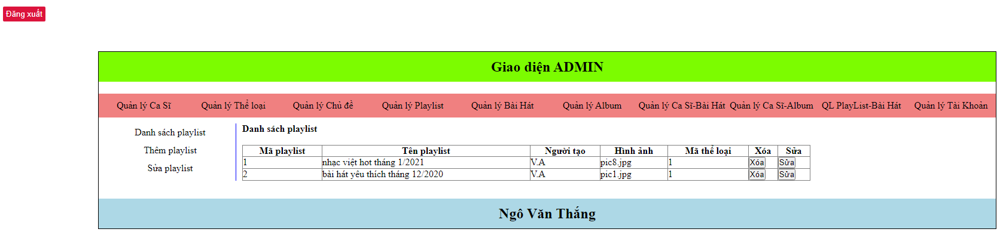 Đăng xuất
Giao diện ADMIN
Quản lý Ca Sĩ Quản lý Thể loại Quản lý Chủ đề Quản lý Playlist Quản lý Bài Hát Quản lý Album Quản lý Ca Sĩ-Bài Hát Quản lý Ca Sĩ-Album QL PlayList-Bài Hát Quản lý Tài Khoản
Danh sách playlist
Thêm playlist
Sửa playlist
Danh sách playlist
Mã playlist Tên playlist Người tạo Hình ảnh Mã thể loại Xóa Sửa
1 nhạc việt hot tháng 1/2021 V.A pic8.jpg 1 Xóa Sửa
2 bài hát yêu thích tháng 12/2020 V.A pic1.jpg 1 Xóa Sửa
Ngô Văn Thắng